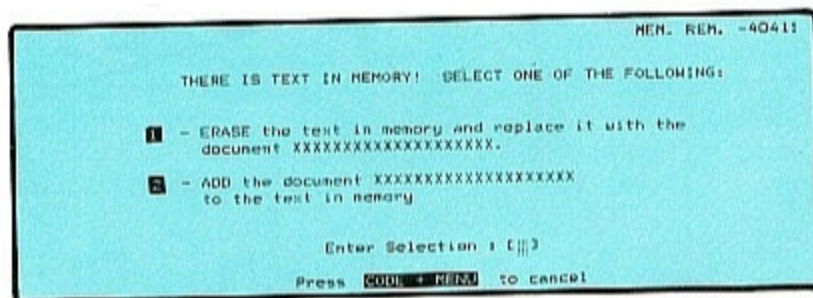 MEM. REM. -40411
THERE IS TEXT IN MEMORY! SELECT ONE OF THE FOLLOWING:
1 - ERASE the text in memory and replace it with the
document XXXXXXXXXXXXXXXXXXXX.
2 - ADD the document XXXXXXXXXXXXXXXXXXXX
to the text in memory
Enter Selection : [ ]
Press CODE + MENU to cancel